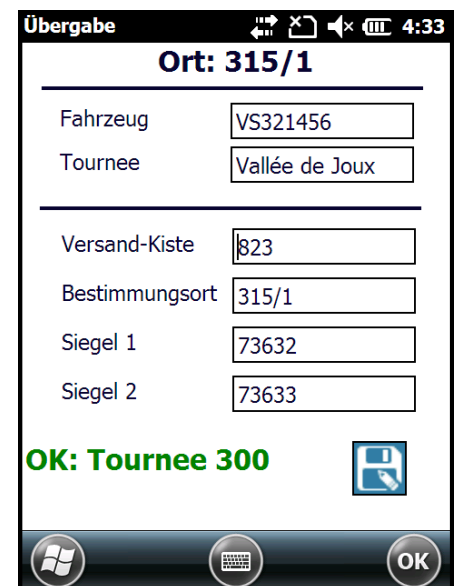 Übergabe 4:33
Ort: 315/1
Fahrzeug VS321456
Tournee Vallée de Joux
Versand-Kiste 823
Bestimmungsort 315/1
Siegel 1 73632
Siegel 2 73633
OK: Tournee 300
OK